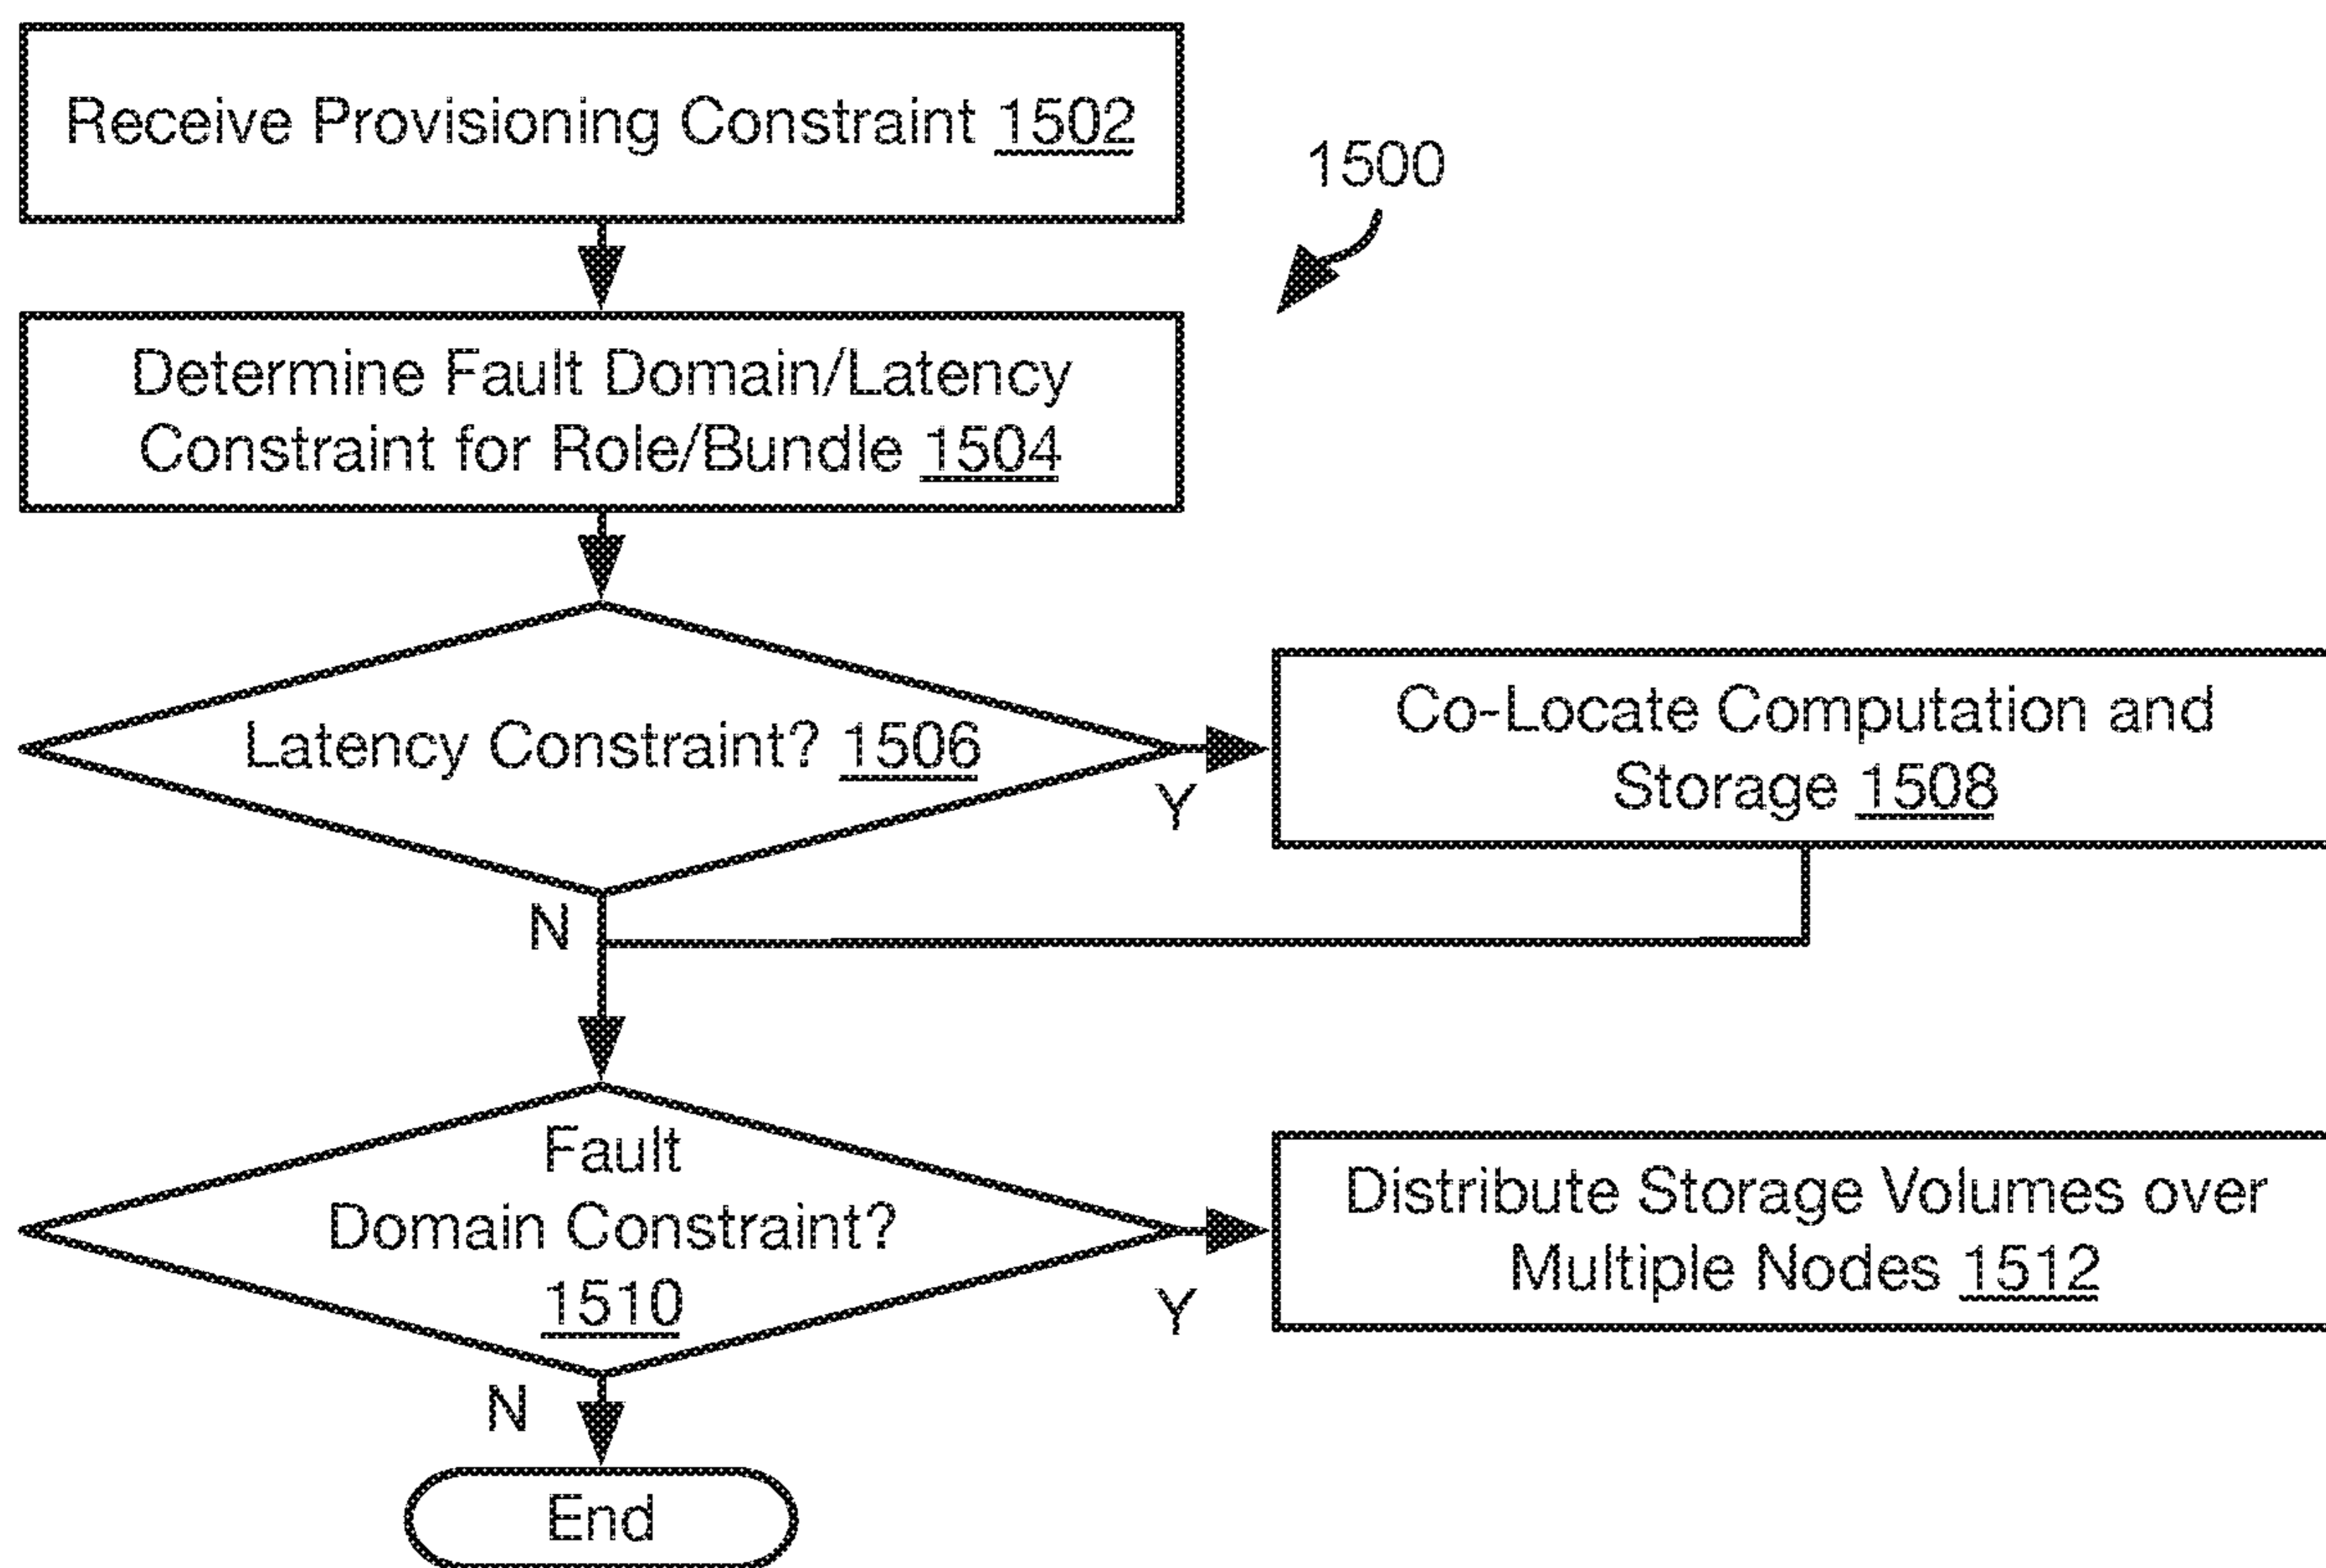 Receive Provisioning Constraint 1502
1500
Determine Fault Domain/Latency
Constraint for Role/Bundle 1504
Latency Constraint? 1506
Y
Co-Locate Computation and
Storage 1508
N
Fault
Domain Constraint?
1510
Y
Distribute Storage Volumes over
Multiple Nodes 1512
N
End